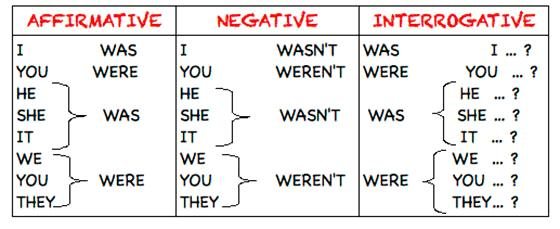 AFFIRMATIVE NEGATIVE INTERROGATIVE
I WAS I WASN'T WAS I ... ?
YOU WERE YOU WEREN'T WERE YOU ... ?
HE HE HE ... ?
SHE WAS SHE WASN'T WAS SHE ... ?
IT IT IT ... ?
WE WE WE ... ?
YOU WERE YOU WEREN'T WERE YOU ... ?
THEY THEY THEY... ?